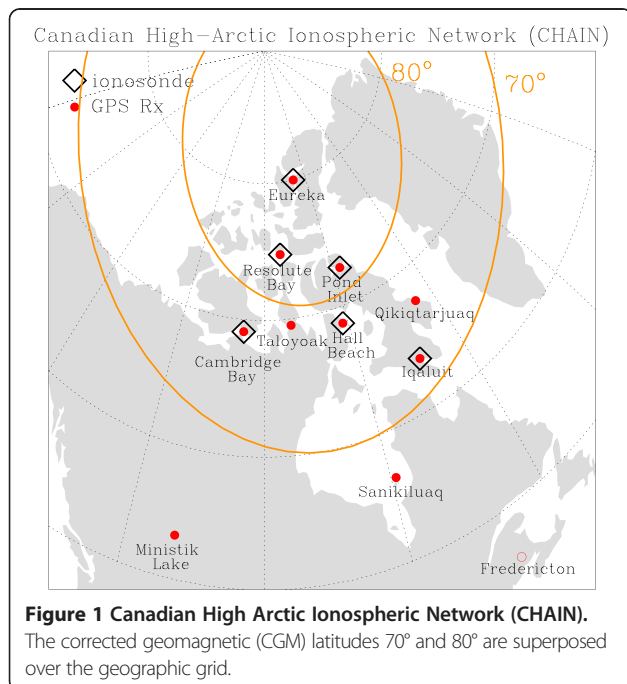 Canadian High-Arctic Ionospheric Network (CHAIN)
ionosonde
GPS Rx
80°
70°
Eureka
Resolute
Bay
Pond
Inlet
Qikiqtarjuaq
Taloyoak
Hall
Beach
Cambridge
Bay
Iqaluit
Sanikiluaq
Ministik
Lake
Fredericton
Figure 1 Canadian High Arctic Ionospheric Network (CHAIN).
The corrected geomagnetic (CGM) latitudes 70° and 80° are superposed
over the geographic grid.